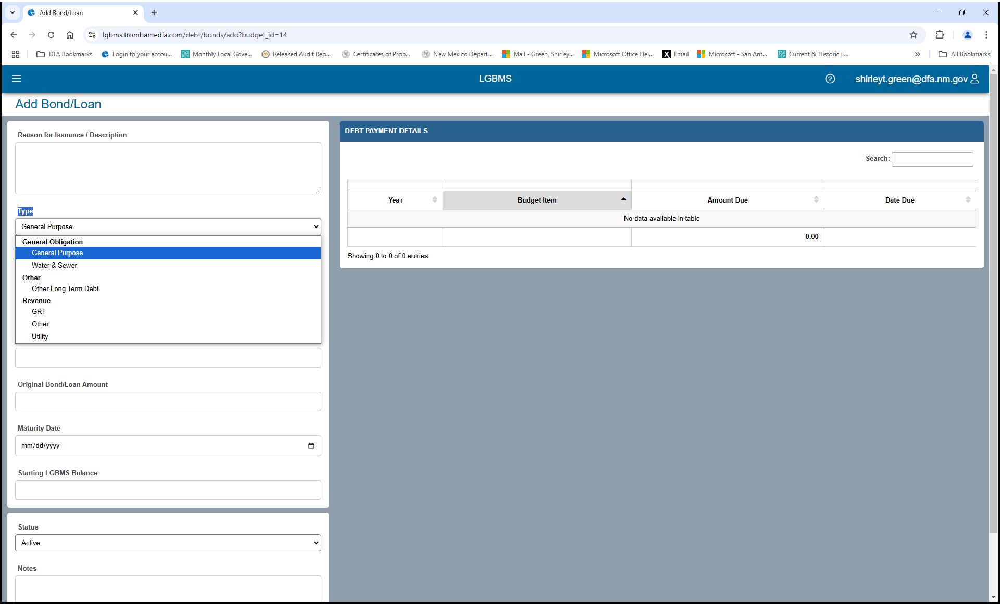 Add Bond/Loan
lgbms.trombamedia.com/debt/bonds/add?budget_id=14
DFA Bookmarks
Login to your accou...
TAX REV
Monthly Local Gove...
Released Audit Rep...
Certificates of Prop...
New Mexico Depart...
Mail - Green, Shirley...
Microsoft Office Hel...
X
Email
Microsoft - San Ant...
TAX REV
Current & Historic E...
All Bookmarks
LGBMS
shirleyt.green@dfa.nm.gov
Add Bond/Loan
Reason for Issuance / Description
Type
General Purpose
General Obligation
General Purpose
Water & Sewer
Other
Other Long Term Debt
Revenue
GRT
Other
Utility
Original Bond/Loan Amount
Maturity Date
mm/dd/yyyy
Starting LGBMS Balance
Status
Active
Notes
DEBT PAYMENT DETAILS
Search:
Year Budget Item Amount Due Date Due
No data available in table
0.00
Showing 0 to 0 of 0 entries